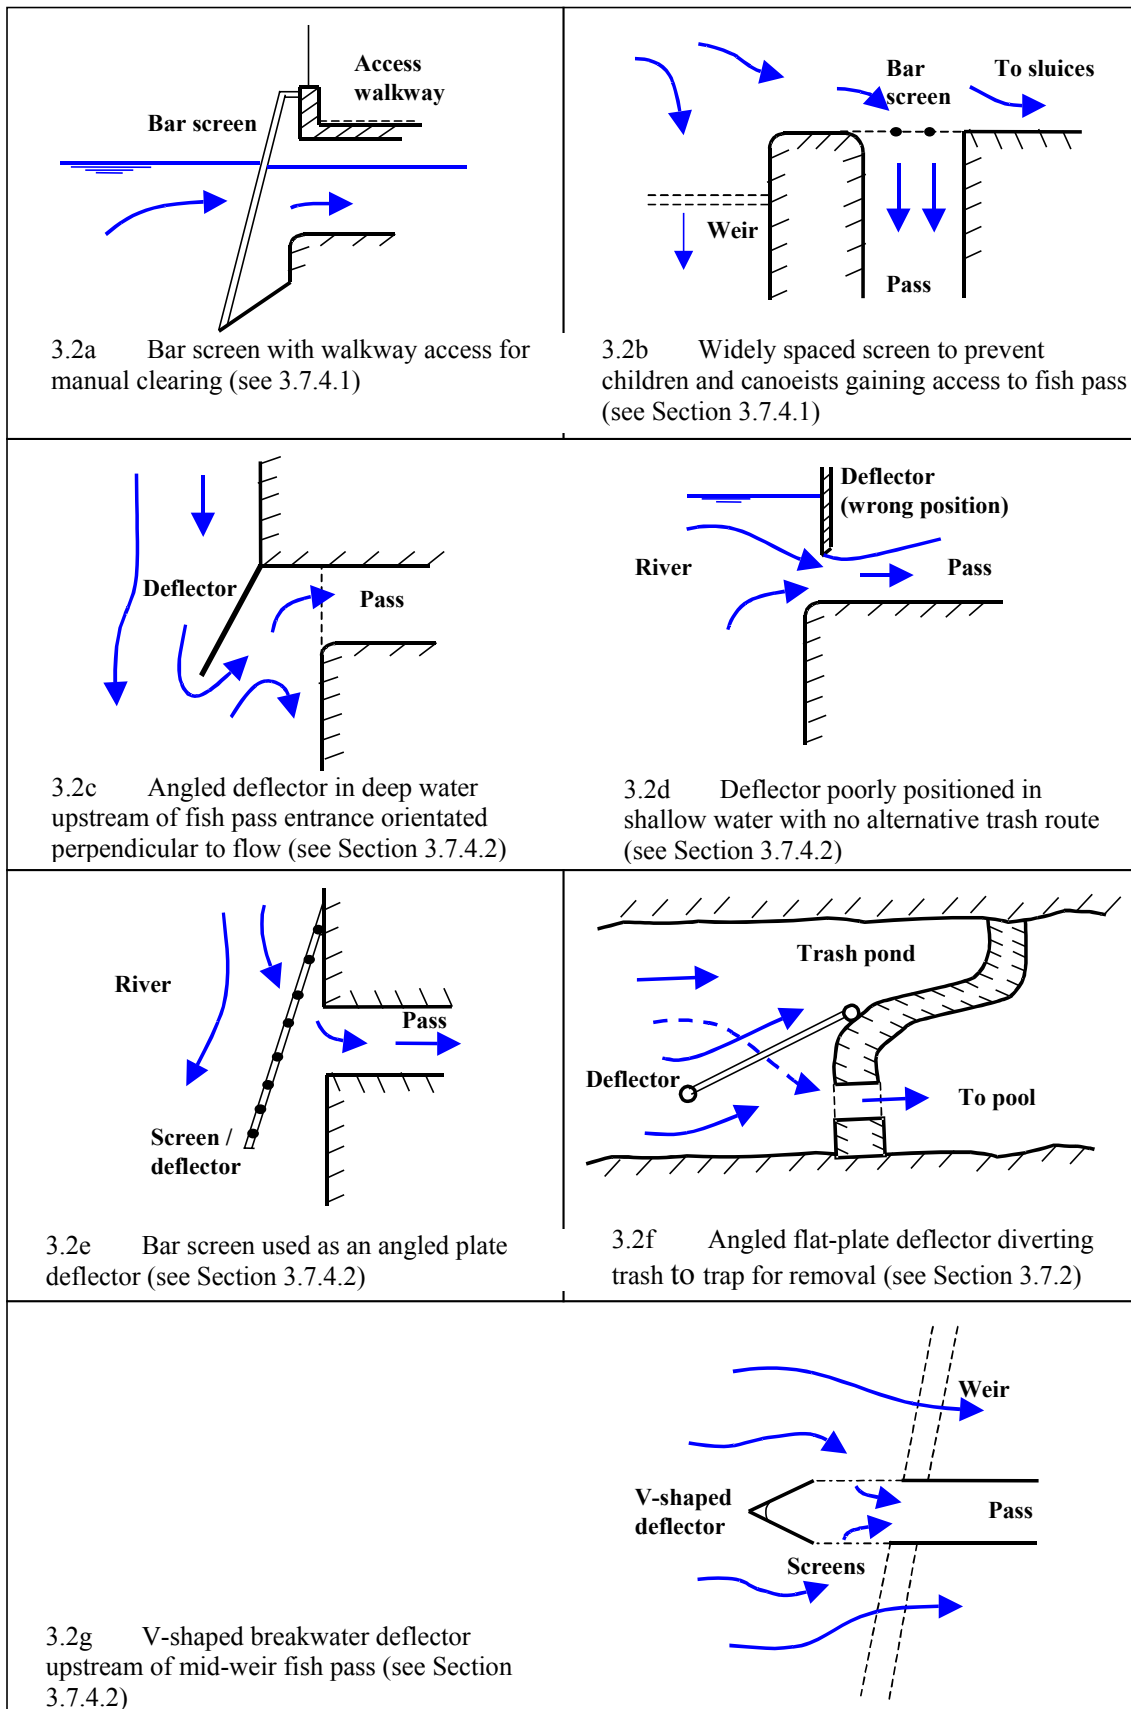 Access
walkway
Bar screen
3.2a Bar screen with walkway access for
manual clearing (see 3.7.4.1)
Bar
screen
To sluices
Weir
Pass
3.2b Widely spaced screen to prevent
children and canoeists gaining access to fish pass
(see Section 3.7.4.1)
Deflector
Pass
3.2c Angled deflector in deep water
upstream of fish pass entrance orientated
perpendicular to flow (see Section 3.7.4.2)
Deflector
(wrong position)
River
Pass
3.2d Deflector poorly positioned in
shallow water with no alternative trash route
(see Section 3.7.4.2)
River
Pass
Screen /
deflector
3.2e Bar screen used as an angled plate
deflector (see Section 3.7.4.2)
Trash pond
Deflector
To pool
3.2f Angled flat-plate deflector diverting
trash to trap for removal (see Section 3.7.2)
Weir
V-shaped
deflector
Pass
Screens
3.2g V-shaped breakwater deflector
upstream of mid-weir fish pass (see Section
3.7.4.2)